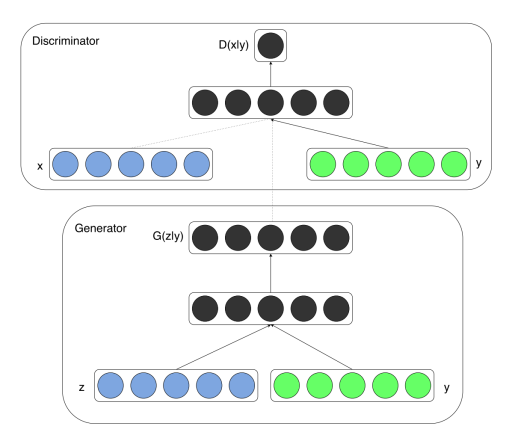 Discriminator
D(x|y)
x
y
Generator
G(z|y)
z
y